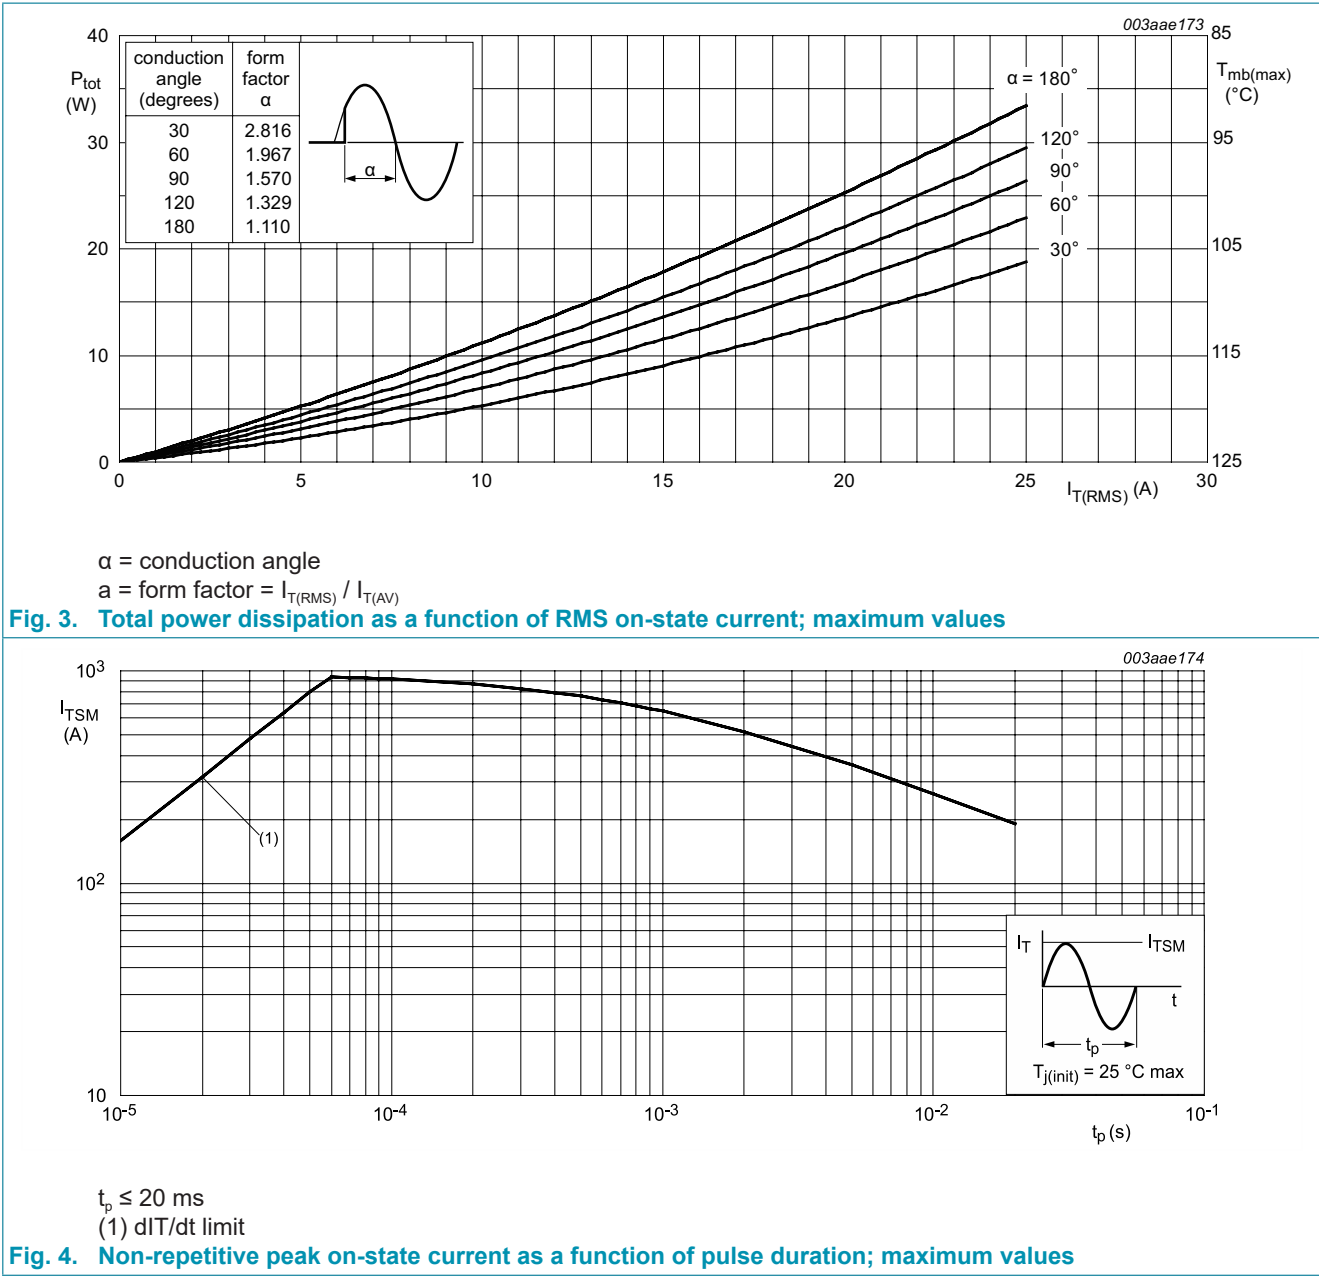 003aae173
40
P_tot
(W)
30
20
10
0
conduction angle (degrees) form factor α
30 2.816
60 1.967
90 1.570
120 1.329
180 1.110
α
α = 180°
120°
90°
60°
30°
85
T_mb(max)
(°C)
95
105
115
125
0 5 10 15 20 25 I_T(RMS) (A) 30
α = conduction angle
a = form factor = I_T(RMS) / I_T(AV)
Fig. 3. Total power dissipation as a function of RMS on-state current; maximum values
003aae174
10³
I_TSM
(A)
10²
10
(1)
I_T I_TSM
t
t_p
T_j(init) = 25 °C max
10⁻⁵ 10⁻⁴ 10⁻³ 10⁻² 10⁻¹
t_p (s)
t_p ≤ 20 ms
(1) dIT/dt limit
Fig. 4. Non-repetitive peak on-state current as a function of pulse duration; maximum values